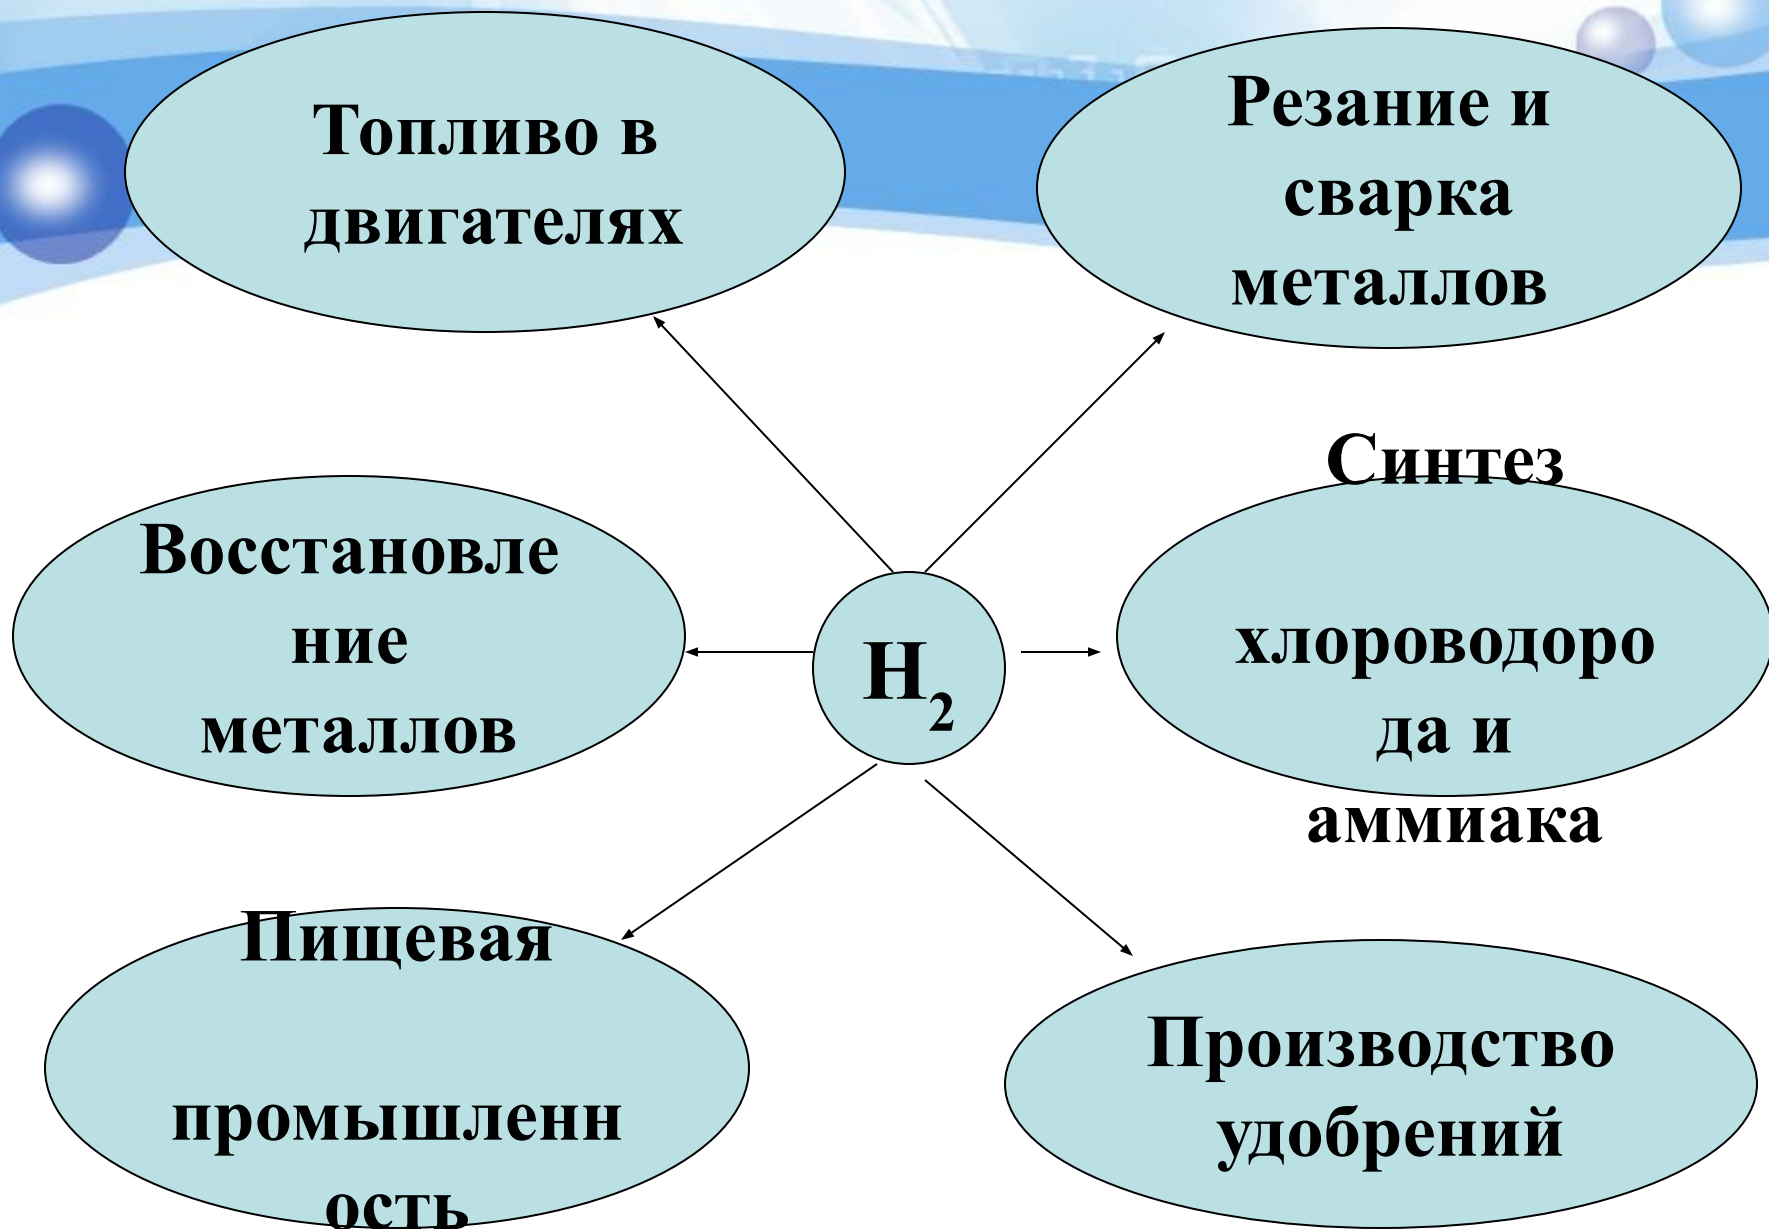 Топливо в
двигателях
Резание и
сварка
металлов
Восстановле
ние
металлов
H₂
Синтез
хлороводоро
да и
аммиака
Пищевая
промышленн
ость
Производство
удобрений